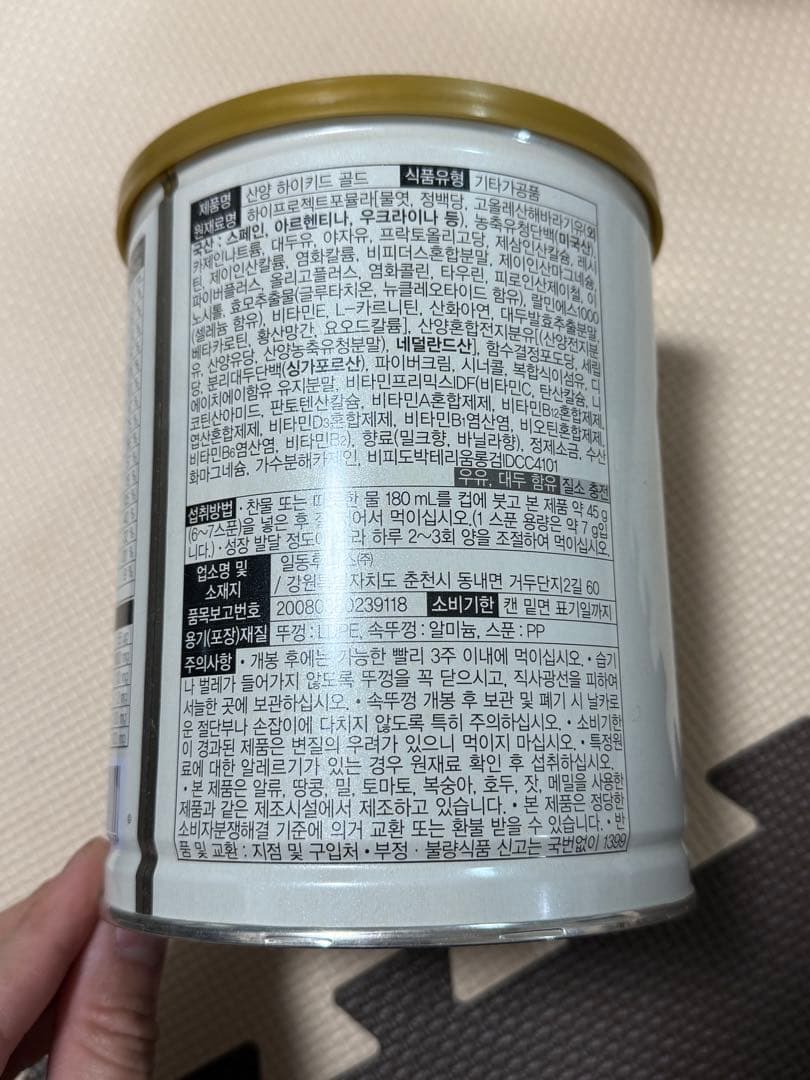 제품명 산양 하이키드 골드 식품유형 기타가공품
원재료명 하이프로젝트포뮬라[물엿, 정백당, 고올레산해바라기유(외
국산 : 스페인, 아르헨티나, 우크라이나 등), 농축유청단백(미국산),
카제인나트륨, 대두유, 야자유, 프락토올리고당, 제삼인산칼슘, 레시
틴, 제이인산칼륨, 염화칼륨, 비피더스혼합분말, 제이인산마그네슘,
파이버플러스, 올리고플러스, 염화콜린, 타우린, 피로인산제이철, 이
노시톨, 효모추출물(글루타치온, 뉴클레오타이드 함유), 랄민에스1000
(셀레늄 함유), 비타민E, L-카르니틴, 산화아연, 대두발효추출분말,
베타카로틴, 황산망간, 요오드칼륨], 산양혼합전지분유[(산양전지분
유, 산양유당, 산양농축유청분말), 네덜란드산], 함수결정포도당, 세립
당, 분리대두단백(싱가포르산), 파이버크림, 시너콜, 복합식이섬유, 디
에이치에이함유 유지분말, 비타민프리믹스IDF(비타민C, 탄산칼슘, 니
코틴산아미드, 판토텐산칼슘, 비타민A혼합제제, 비타민B12혼합제제,
엽산혼합제제, 비타민D3혼합제제, 비타민B1염산염, 비오틴혼합제제,
비타민B6염산염, 비타민B2), 향료(밀크향, 바닐라향), 정제소금, 수산
화마그네슘, 가수분해카제인, 비피도박테리움롱검IDCC4101
우유, 대두 함유 질소 충전
섭취방법 · 찬물 또는 따뜻한 물 180 mL를 컵에 붓고 본 제품 약 45 g
(6~7스푼)을 넣은 후 어서 먹이십시오.(1 스푼 용량은 약 7 g입
니다.) · 성장 발달 정도에 따라 하루 2~3회 양을 조절하여 먹이십시오.
업소명 및 소재지 일동후디스㈜
/ 강원특별자치도 춘천시 동내면 거두단지2길 60
품목보고번호 239118 소비기한 캔 밑면 표기일까지
용기(포장)재질 뚜껑 : LDPE, 속뚜껑 : 알미늄, 스푼 : PP
주의사항 · 개봉 후에는 가능한 빨리 3주 이내에 먹이십시오. · 습기
나 벌레가 들어가지 않도록 뚜껑을 꼭 닫으시고, 직사광선을 피하여
서늘한 곳에 보관하십시오. · 속뚜껑 개봉 후 보관 및 폐기 시 날카로
운 절단부나 손잡이에 다치지 않도록 특히 주의하십시오. · 소비기한
이 경과된 제품은 변질의 우려가 있으니 먹이지 마십시오. · 특정원
료에 대한 알레르기가 있는 경우 원재료 확인 후 섭취하십시오.
· 본 제품은 알류, 땅콩, 밀, 토마토, 복숭아, 호두, 잣, 메밀을 사용한
제품과 같은 제조시설에서 제조하고 있습니다. · 본 제품은 정당한
소비자분쟁해결 기준에 의거 교환 또는 환불 받을 수 있습니다. · 반
품 및 교환 : 지점 및 구입처 · 부정 · 불량식품 신고는 국번없이 1399